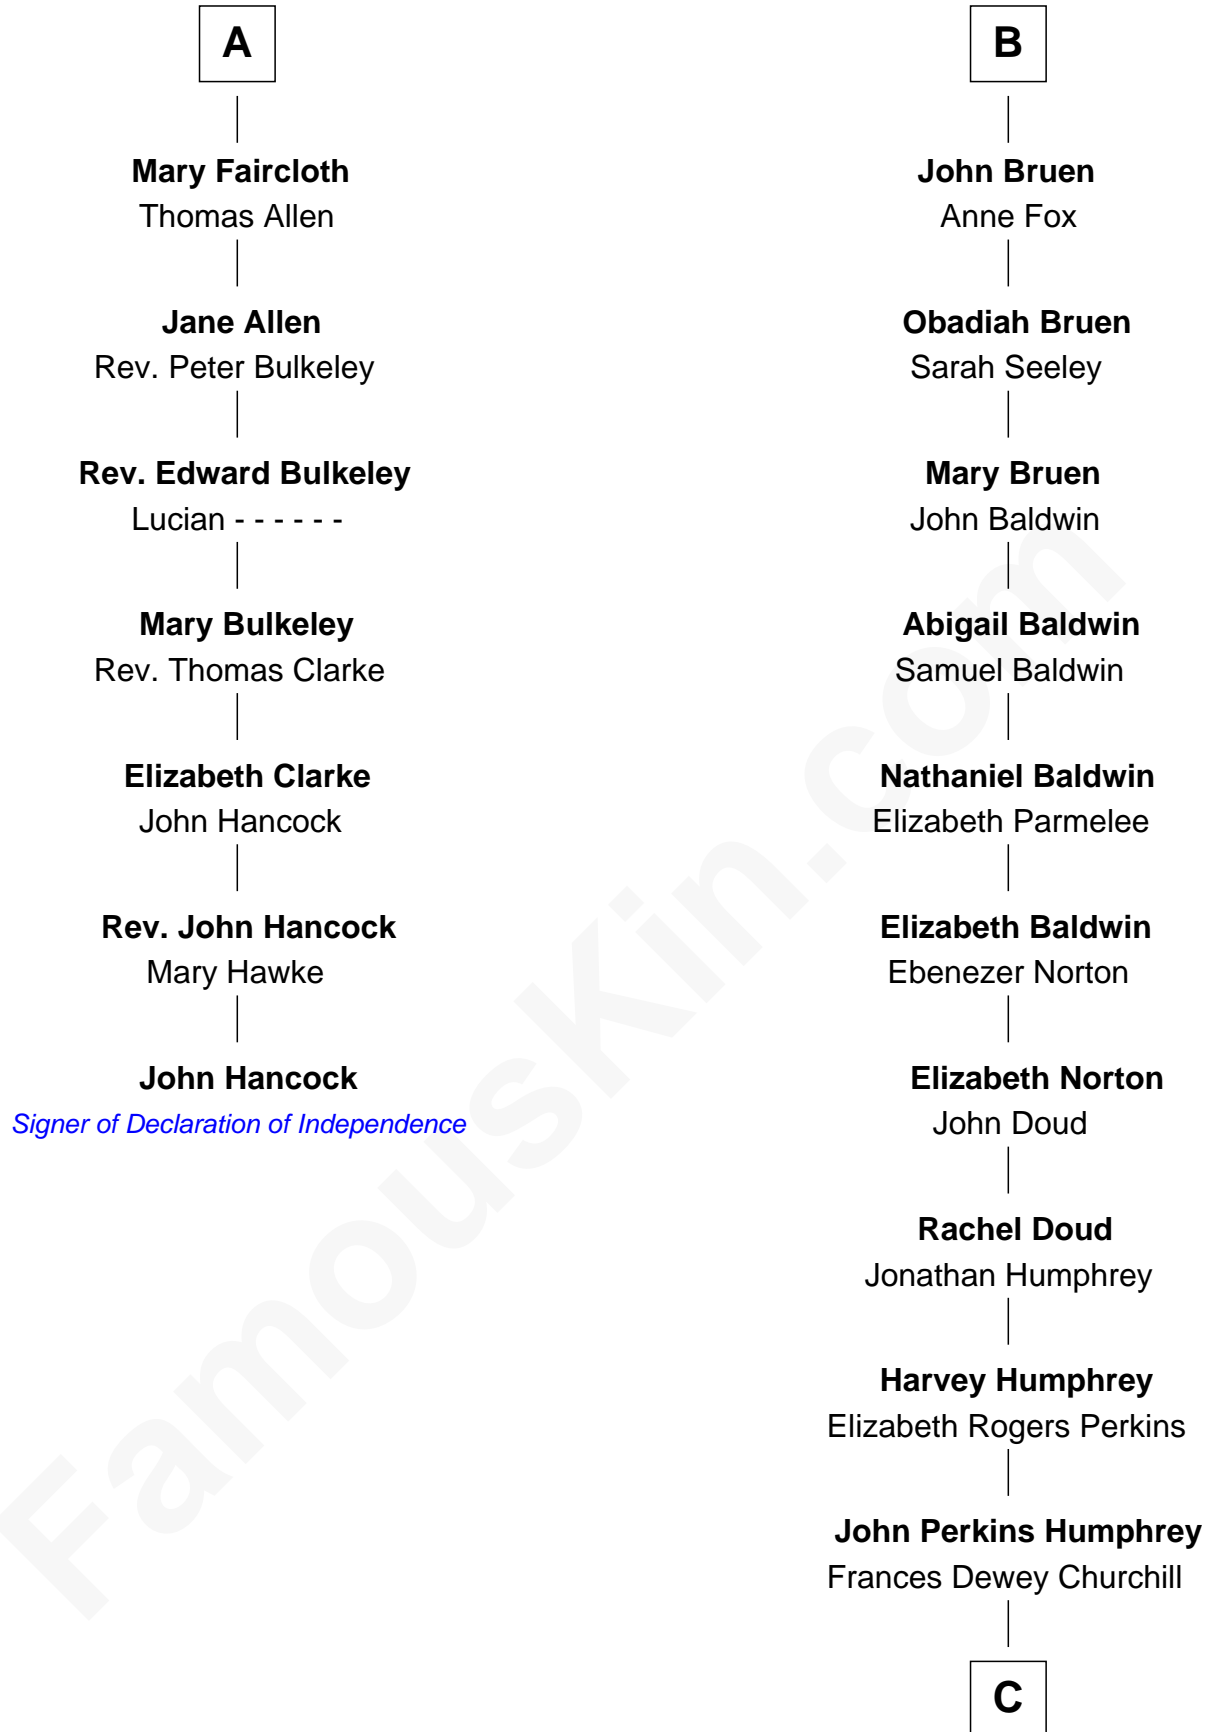 A
Mary Faircloth
Thomas Allen
Jane Allen
Rev. Peter Bulkeley
Rev. Edward Bulkeley
Lucian - - - - - -
Mary Bulkeley
Rev. Thomas Clarke
Elizabeth Clarke
John Hancock
Rev. John Hancock
Mary Hawke
John Hancock
Signer of Declaration of Independence
B
John Bruen
Anne Fox
Obadiah Bruen
Sarah Seeley
Mary Bruen
John Baldwin
Abigail Baldwin
Samuel Baldwin
Nathaniel Baldwin
Elizabeth Parmelee
Elizabeth Baldwin
Ebenezer Norton
Elizabeth Norton
John Doud
Rachel Doud
Jonathan Humphrey
Harvey Humphrey
Elizabeth Rogers Perkins
John Perkins Humphrey
Frances Dewey Churchill
C
FamousKin.com